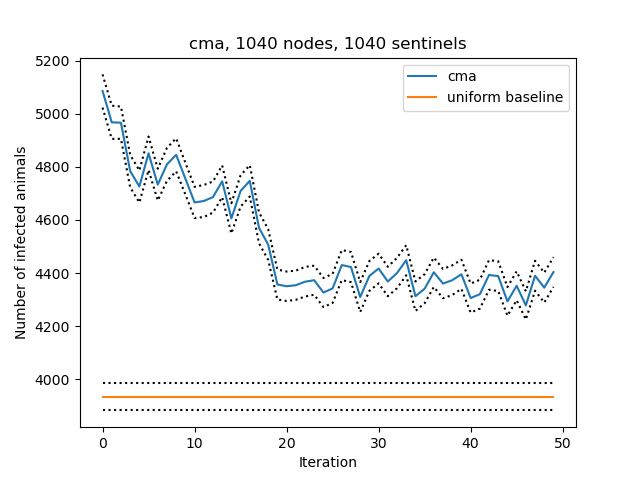 cma, 1040 nodes, 1040 sentinels
5200
5000
4800
4600
4400
4200
4000
Number of infected animals
cma
uniform baseline
0 10 20 30 40 50
Iteration